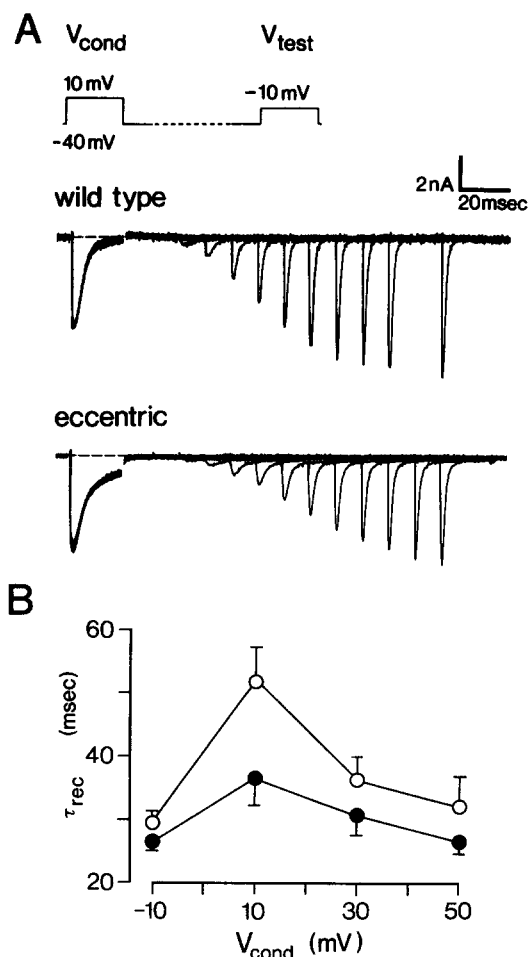 A
Vcond
Vtest
10 mV
-10 mV
-40 mV
2nA
20msec
wild type
eccentric
B
60
40
20
τrec (msec)
-10 10 30 50
Vcond (mV)